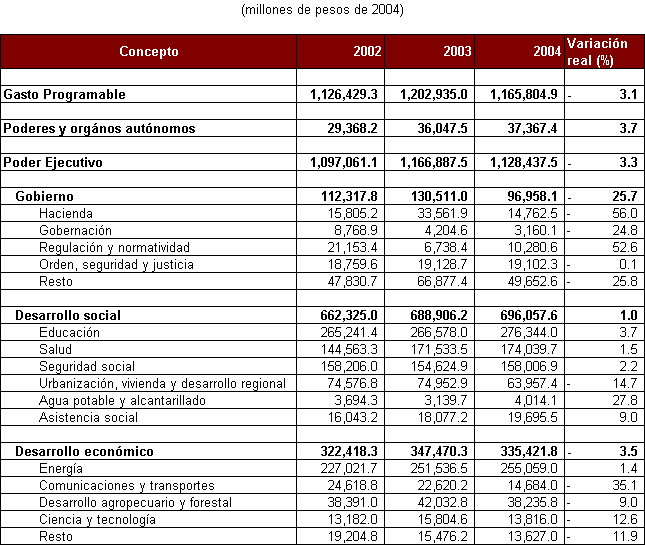 (millones de pesos de 2004)
Concepto 2002 2003 2004 Variación real (%)
Gasto Programable 1,126,429.3 1,202,935.0 1,165,804.9 - 3.1
Poderes y orgános autónomos 29,368.2 36,047.5 37,367.4 3.7
Poder Ejecutivo 1,097,061.1 1,166,887.5 1,128,437.5 - 3.3
Gobierno 112,317.8 130,511.0 96,958.1 - 25.7
Hacienda 15,805.2 33,561.9 14,762.5 - 56.0
Gobernación 8,768.9 4,204.6 3,160.1 - 24.8
Regulación y normatividad 21,153.4 6,738.4 10,280.6 52.6
Orden, seguridad y justicia 18,759.6 19,128.7 19,102.3 - 0.1
Resto 47,830.7 66,877.4 49,652.6 - 25.8
Desarrollo social 662,325.0 688,906.2 696,057.6 1.0
Educación 265,241.4 266,578.0 276,344.0 3.7
Salud 144,563.3 171,533.5 174,039.7 1.5
Seguridad social 158,206.0 154,624.9 158,006.9 2.2
Urbanización, vivienda y desarrollo regional 74,576.8 74,952.9 63,957.4 - 14.7
Agua potable y alcantarillado 3,694.3 3,139.7 4,014.1 27.8
Asistencia social 16,043.2 18,077.2 19,695.5 9.0
Desarrollo económico 322,418.3 347,470.3 335,421.8 - 3.5
Energía 227,021.7 251,536.5 255,059.0 1.4
Comunicaciones y transportes 24,618.8 22,620.2 14,684.0 - 35.1
Desarrollo agropecuario y forestal 38,391.0 42,032.8 38,235.8 - 9.0
Ciencia y tecnología 13,182.0 15,804.6 13,816.0 - 12.6
Resto 19,204.8 15,476.2 13,627.0 - 11.9